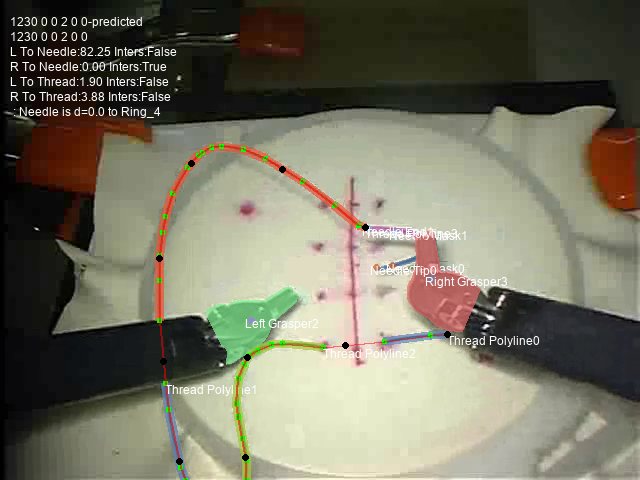 1230 0 0 2 0 0-predicted
1230 0 0 2 0 0
L To Needle:82.25 Inters:False
R To Needle:0.00 Inters:True
L To Thread:1.90 Inters:False
R To Thread:3.88 Inters:False
: Needle is d=0.0 to Ring_4
Right Grasper3
Left Grasper2
Thread Polyline0
Thread Polyline2
Thread Polyline1